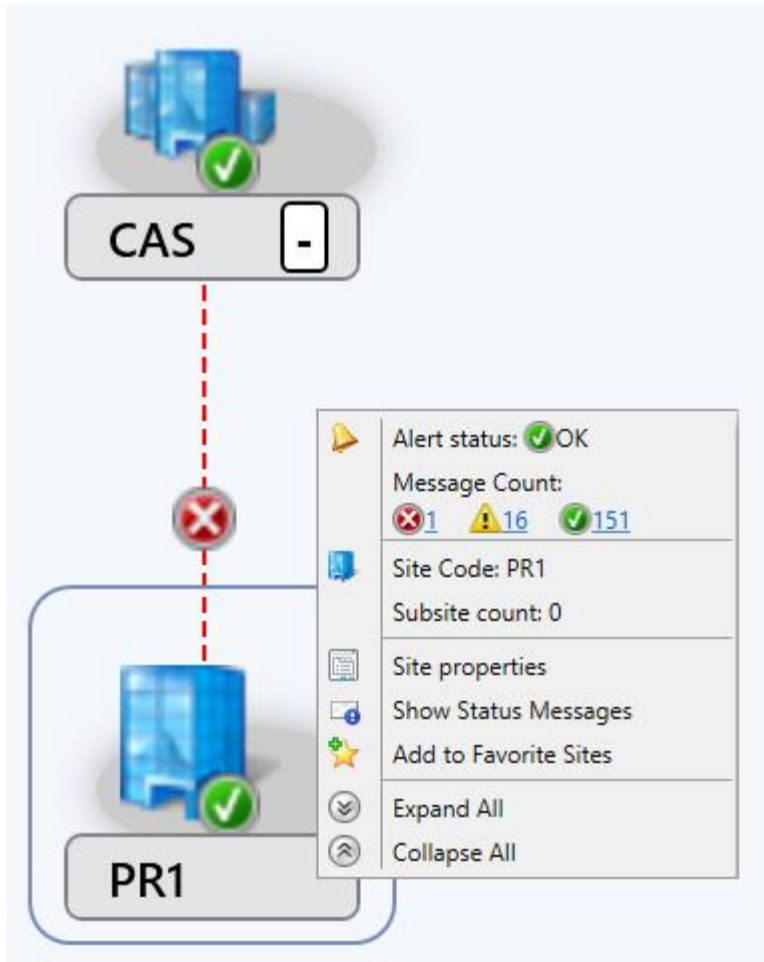 CAS -
Alert status: OK
Message Count:
1 16 151
Site Code: PR1
Subsite count: 0
Site properties
Show Status Messages
Add to Favorite Sites
Expand All
Collapse All
PR1